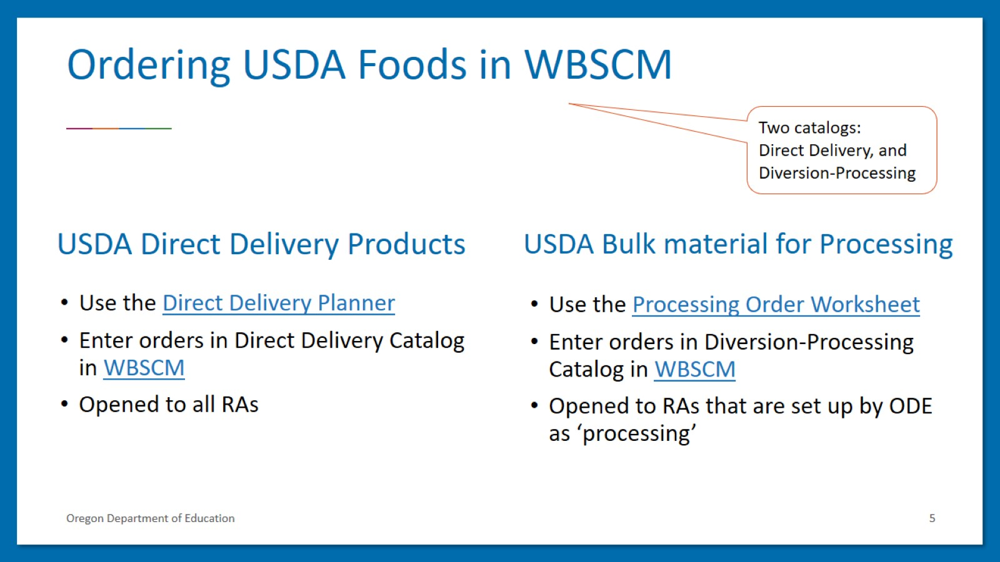 Ordering USDA Foods in WBSCM
Two catalogs:
Direct Delivery, and
Diversion-Processing
USDA Direct Delivery Products
• Use the Direct Delivery Planner
• Enter orders in Direct Delivery Catalog
in WBSCM
• Opened to all RAs
USDA Bulk material for Processing
• Use the Processing Order Worksheet
• Enter orders in Diversion-Processing
Catalog in WBSCM
• Opened to RAs that are set up by ODE
as ‘processing’
Oregon Department of Education
5